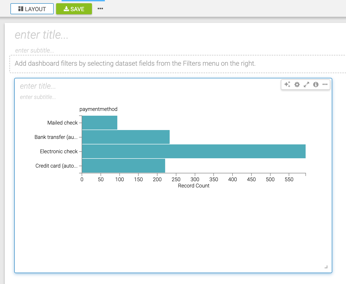 LAYOUT
SAVE
enter title...
enter subtitle...
Add dashboard filters by selecting dataset fields from the Filters menu on the right.
enter title...
enter subtitle...
paymentmethod
Mailed check
Bank transfer (au...
Electronic check
Credit card (auto...
0 50 100 150 200 250 300 350 400 450 500 550
Record Count